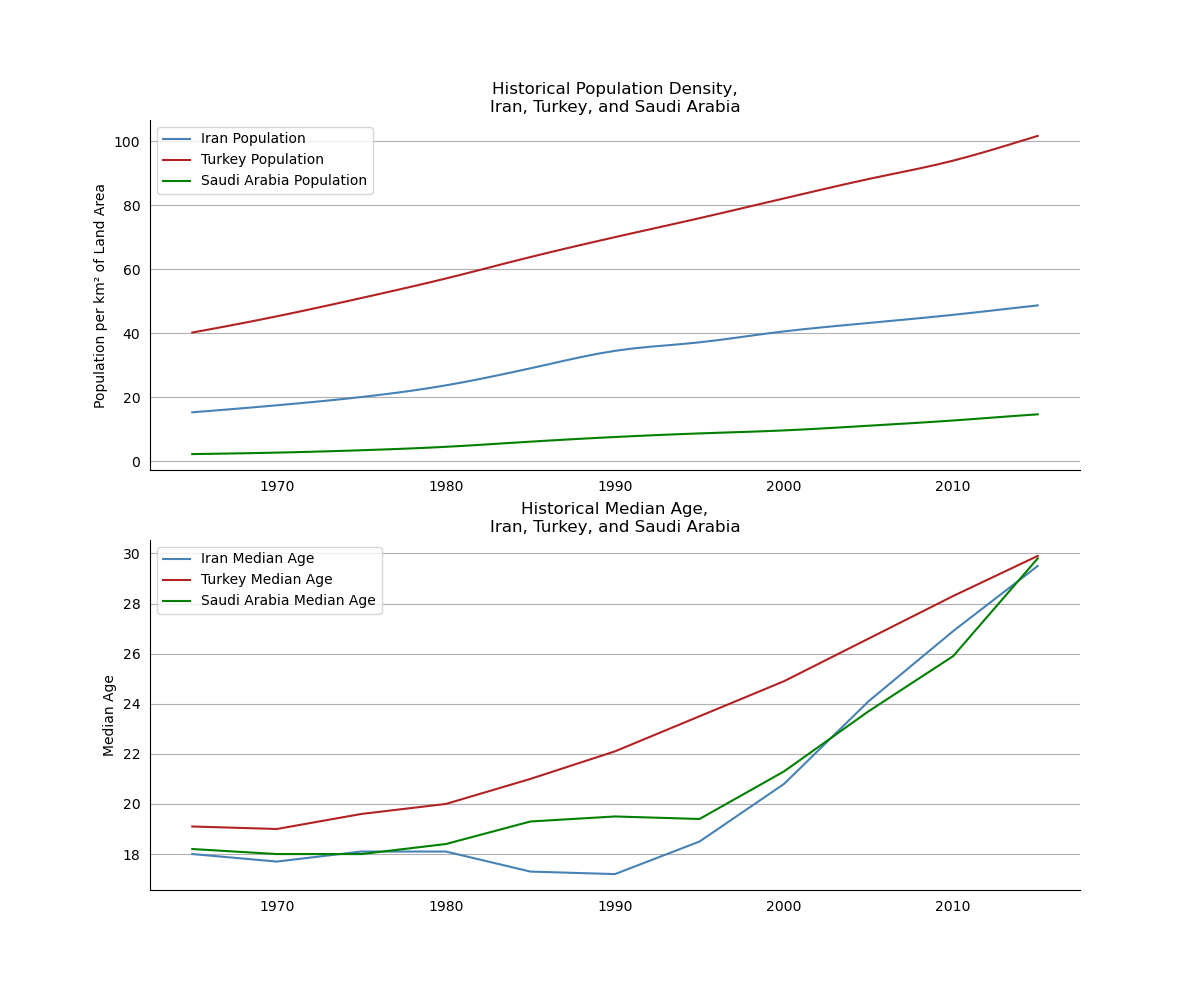 Historical Population Density,
Iran, Turkey, and Saudi Arabia
Iran Population
Turkey Population
Saudi Arabia Population
Population per km² of Land Area
100
80
60
40
20
0
1970 1980 1990 2000 2010
Historical Median Age,
Iran, Turkey, and Saudi Arabia
Iran Median Age
Turkey Median Age
Saudi Arabia Median Age
Median Age
30
28
26
24
22
20
18
1970 1980 1990 2000 2010